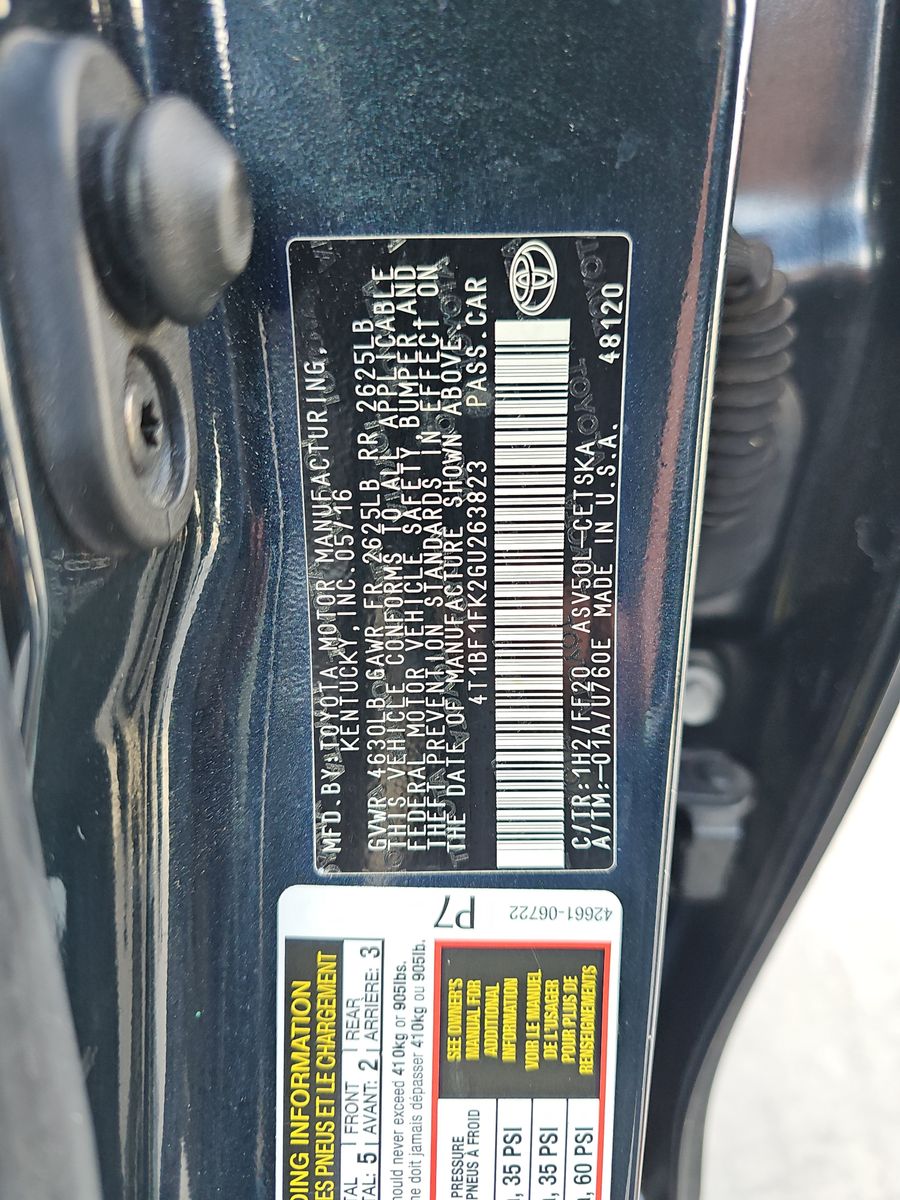 MFD.BY:TOYOTA MOTOR MANUFACTURING,
KENTUCKY, INC. 05/16
GVWR 4630LB GAWR FR 2625LB RR 2625LB
THIS VEHICLE CONFORMS TO ALL APPLICABLE
FEDERAL MOTOR VEHICLE SAFETY, BUMPER AND
THEFT PREVENTION STANDARDS IN EFFECT ON
THE DATE OF MANUFACTURE SHOWN ABOVE.
4T1BF1FK2GU263823 PASS.CAR
C/TR:1H2/FF20 ASV50L-CETSKA
A/TM:-01A/U760E MADE IN U.S.A. 48120
P7
42661-06722
INFORMATION
PNEUS ET LE CHARGEMENT
5 FRONT 2 REAR 3
AVANT: ARRIÈRE:
should never exceed 410kg or 905lbs.
ne doit jamais dépasser 410kg ou 905lb.
PRESSURE
PNEUS À FROID
35 PSI
35 PSI
60 PSI
SEE OWNER'S
MANUAL FOR
ADDITIONAL
INFORMATION
VOIR LE MANUEL
DE L'USAGER
POUR PLUS DE
RENSEIGNEMENTS